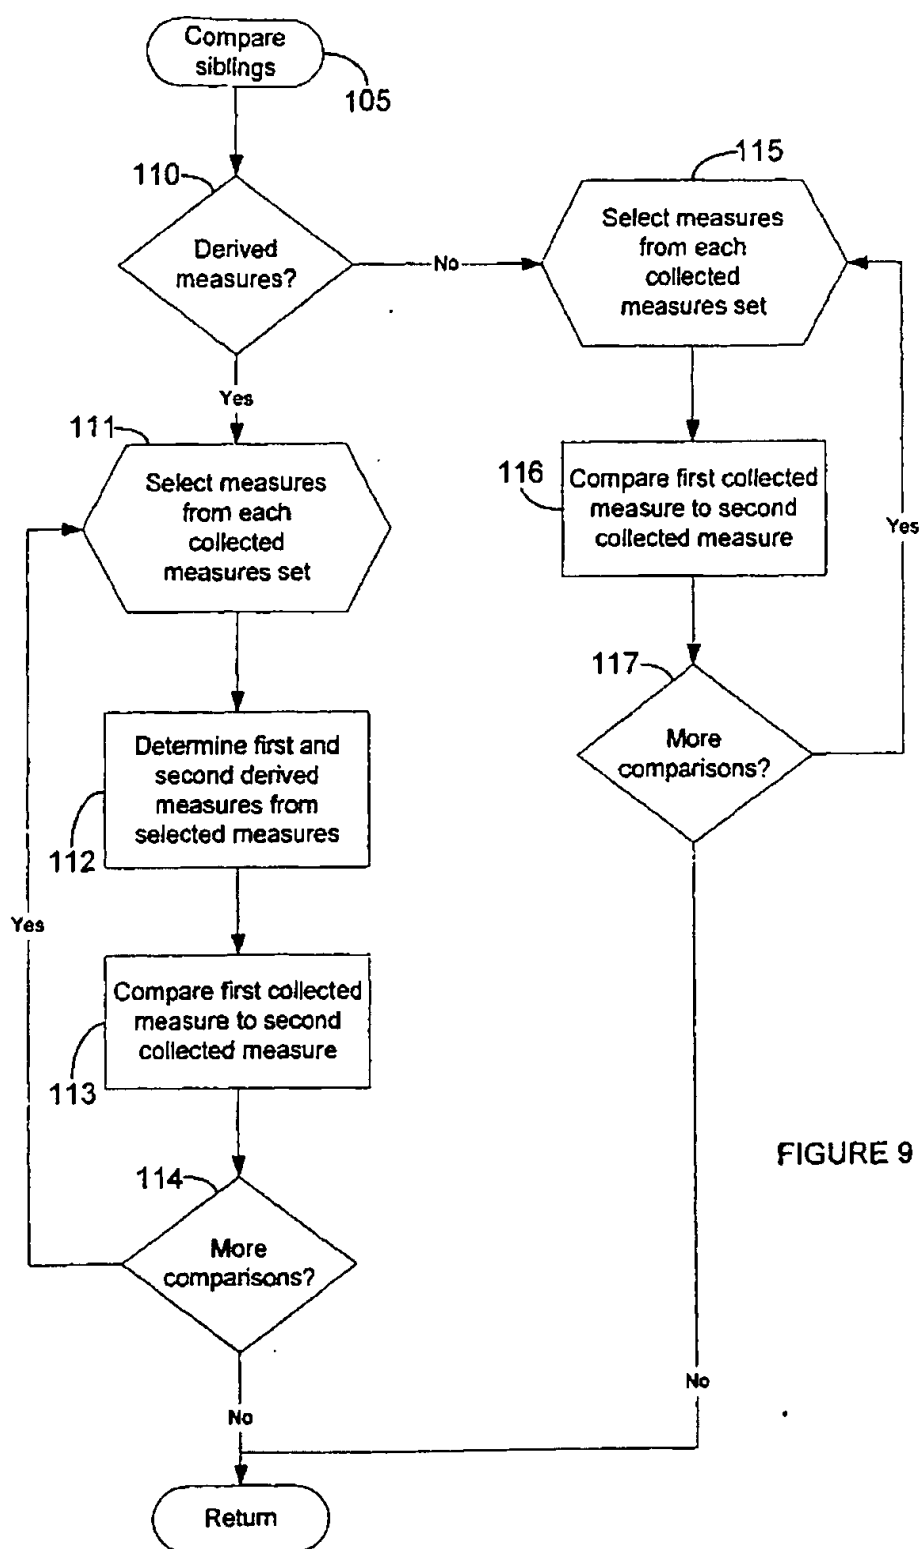 Compare
siblings
105
110
Derived
measures?
No
Yes
115
Select measures
from each
collected
measures set
111
Select measures
from each
collected
measures set
116
Compare first collected
measure to second
collected measure
Yes
117
More
comparisons?
Determine first and
second derived
measures from
selected measures
112
Yes
Compare first collected
measure to second
collected measure
113
FIGURE 9
114
More
comparisons?
No
No
Return